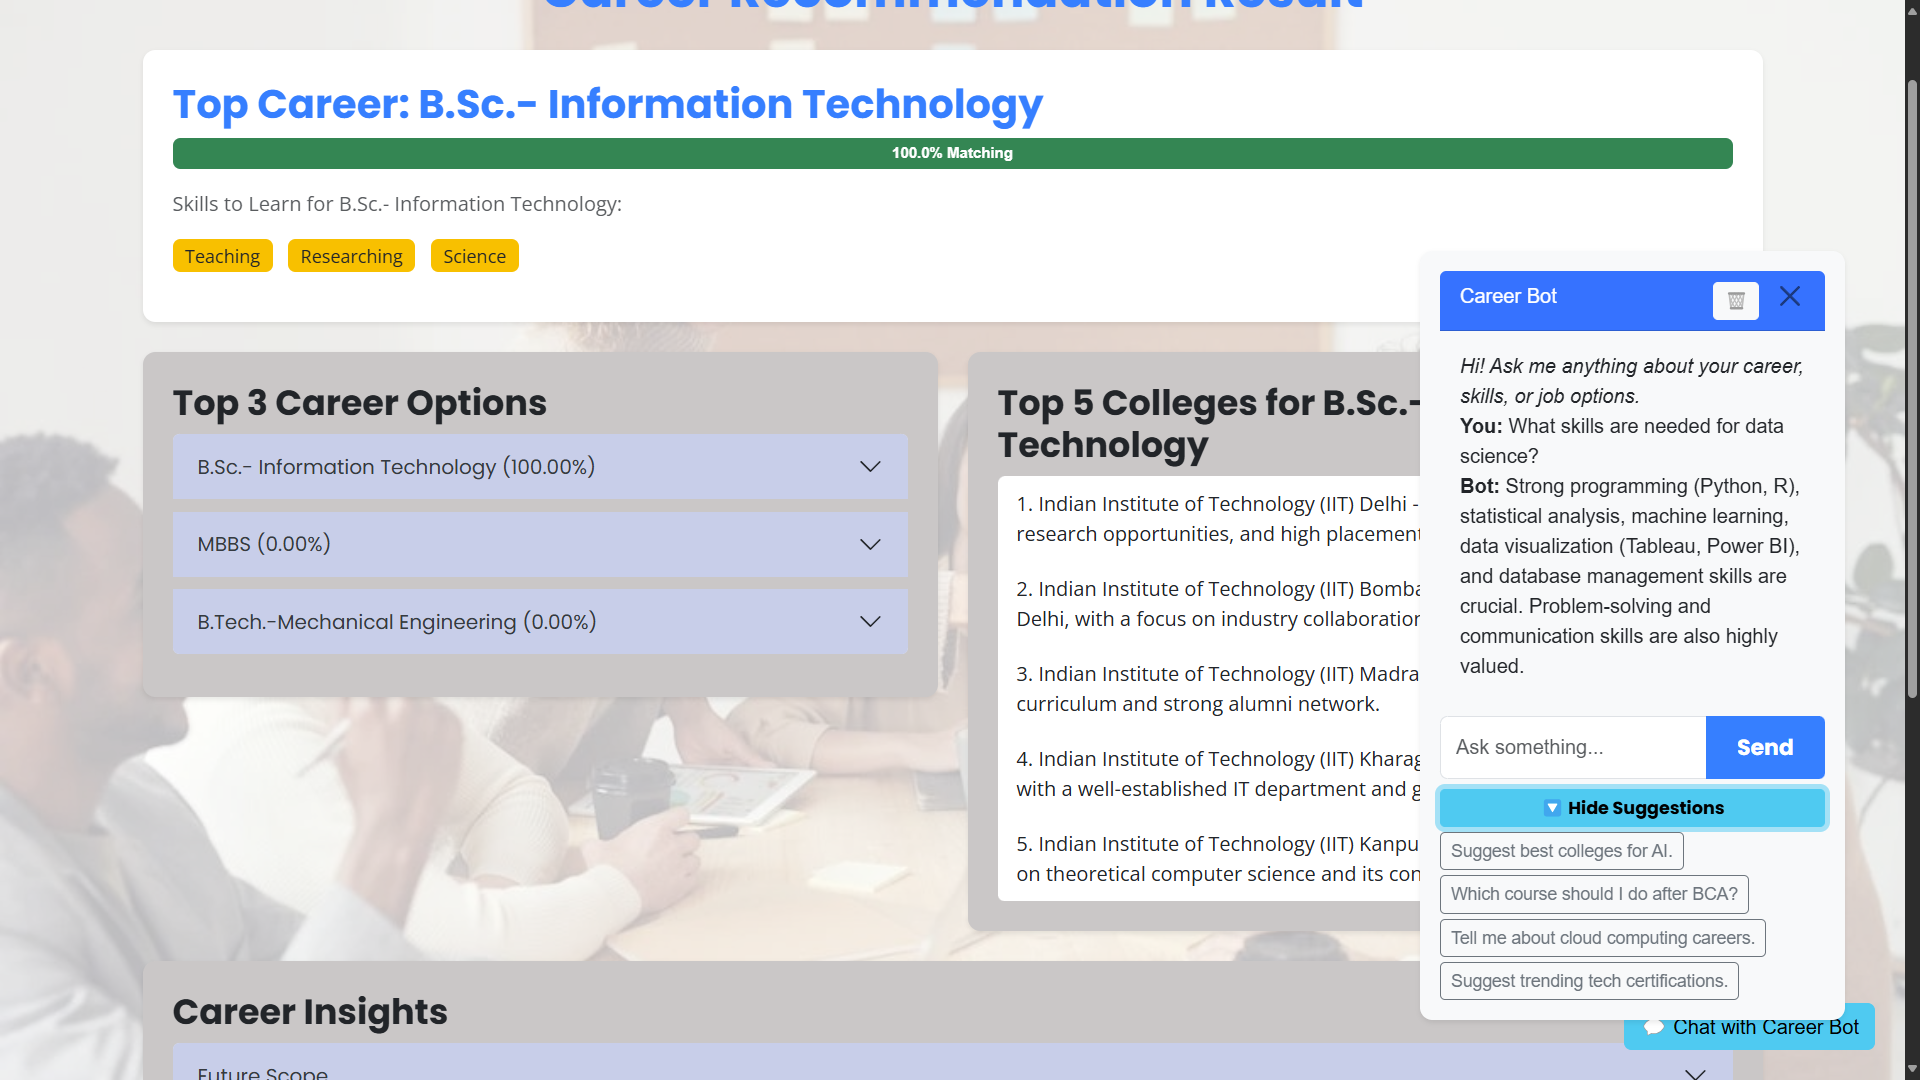 Career Recommendation Result
Top Career: B.Sc.- Information Technology
100.0% Matching
Skills to Learn for B.Sc.- Information Technology:
Teaching
Researching
Science
Top 3 Career Options
B.Sc.- Information Technology (100.00%)
MBBS (0.00%)
B.Tech.-Mechanical Engineering (0.00%)
Top 5 Colleges for B.Sc.-
Technology
1. Indian Institute of Technology (IIT) Delhi -
research opportunities, and high placement
2. Indian Institute of Technology (IIT) Bomba
Delhi, with a focus on industry collaboration
3. Indian Institute of Technology (IIT) Madra
curriculum and strong alumni network.
4. Indian Institute of Technology (IIT) Kharag
with a well-established IT department and g
5. Indian Institute of Technology (IIT) Kanpu
on theoretical computer science and its con
Career Insights
Future Scope
Career Bot
Hi! Ask me anything about your career,
skills, or job options.
You: What skills are needed for data
science?
Bot: Strong programming (Python, R),
statistical analysis, machine learning,
data visualization (Tableau, Power BI),
and database management skills are
crucial. Problem-solving and
communication skills are also highly
valued.
Ask something...
Send
🔽 Hide Suggestions
Suggest best colleges for AI.
Which course should I do after BCA?
Tell me about cloud computing careers.
Suggest trending tech certifications.
💬 Chat with Career Bot